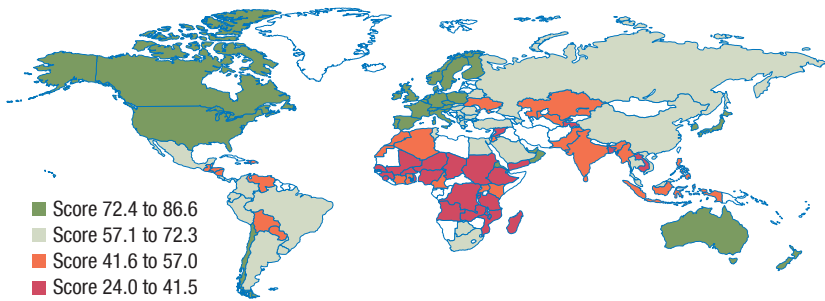 Score 72.4 to 86.6
Score 57.1 to 72.3
Score 41.6 to 57.0
Score 24.0 to 41.5